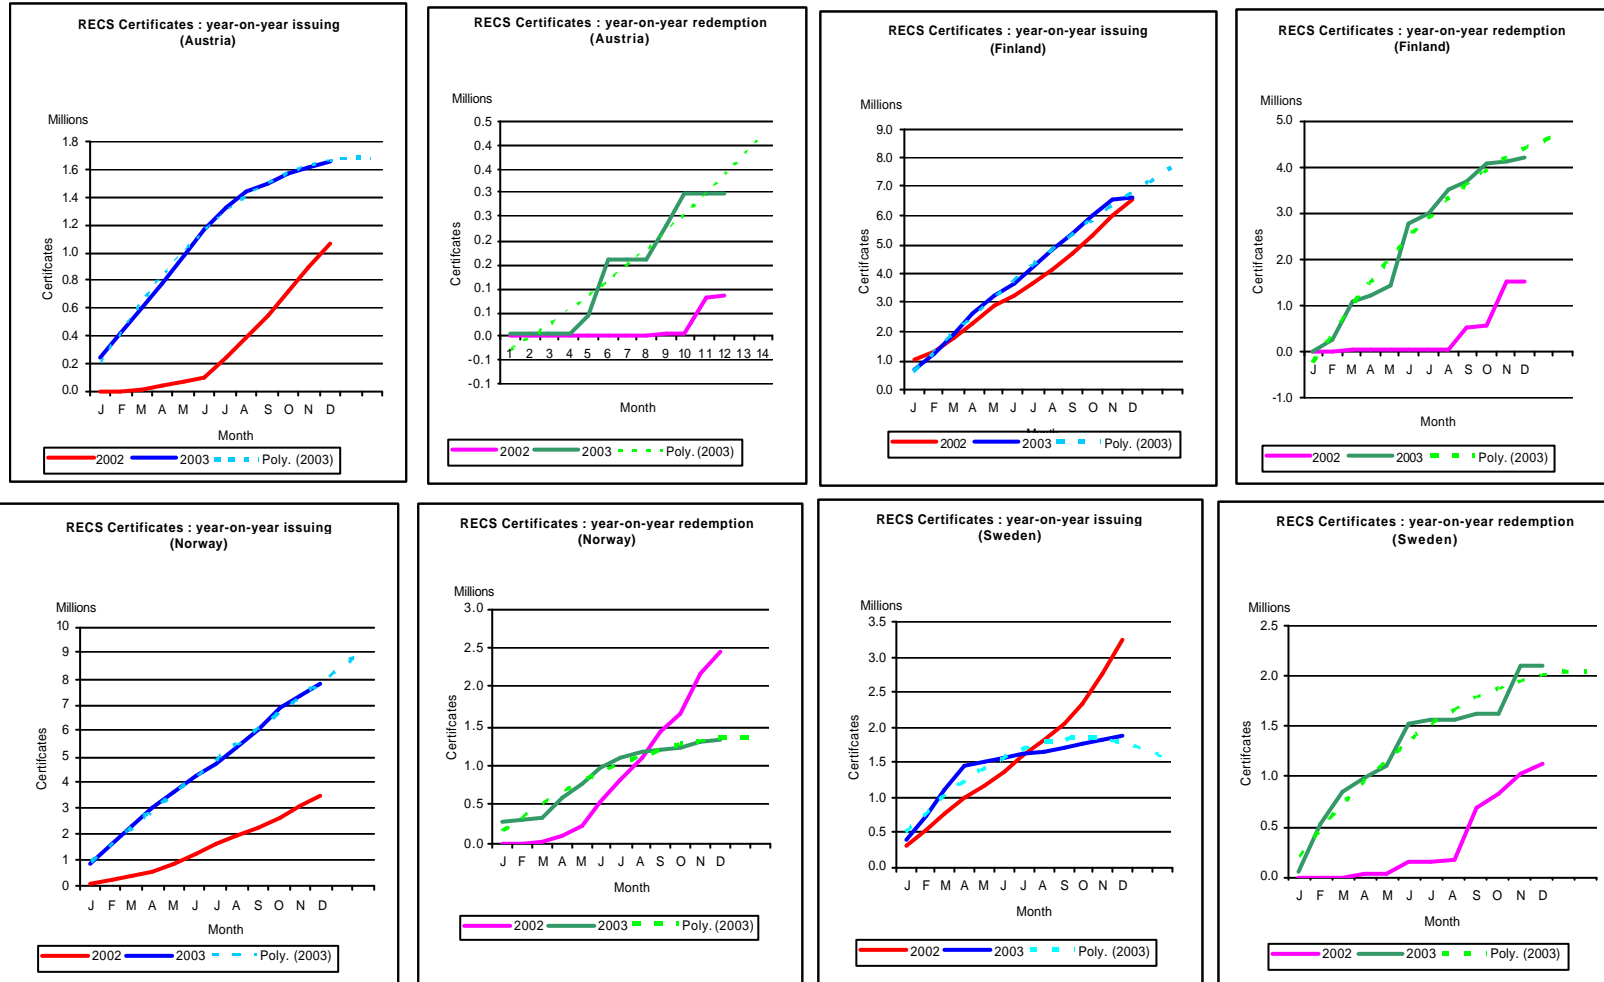 RECS Certificates : year-on-year issuing
(Austria)
Millions
1.8
1.6
1.4
1.2
1.0
0.8
0.6
0.4
0.2
0.0
Certifcates
J F M A M J J A S O N D
Month
2002 2003 Poly. (2003)
RECS Certificates : year-on-year redemption
(Austria)
Millions
0.5
0.4
0.4
0.3
0.3
0.2
0.2
0.1
0.1
0.0
-0.1
-0.1
Certifcates
1 2 3 4 5 6 7 8 9 10 11 12 13 14
Month
2002 2003 Poly. (2003)
RECS Certificates : year-on-year issuing
(Finland)
Millions
9.0
8.0
7.0
6.0
5.0
4.0
3.0
2.0
1.0
0.0
Certifcates
J F M A M J J A S O N D
Month
2002 2003 Poly. (2003)
RECS Certificates : year-on-year redemption
(Finland)
Millions
5.0
4.0
3.0
2.0
1.0
0.0
-1.0
Certifcates
J F M A M J J A S O N D
Month
2002 2003 Poly. (2003)
RECS Certificates : year-on-year issuing
(Norway)
Millions
10
9
8
7
6
5
4
3
2
1
0
Certifcates
J F M A M J J A S O N D
Month
2002 2003 Poly. (2003)
RECS Certificates : year-on-year redemption
(Norway)
Millions
3.0
2.5
2.0
1.5
1.0
0.5
0.0
Certifcates
J F M A M J J A S O N D
Month
2002 2003 Poly. (2003)
RECS Certificates : year-on-year issuing
(Sweden)
Millions
3.5
3.0
2.5
2.0
1.5
1.0
0.5
0.0
Certifcates
J F M A M J J A S O N D
Month
2002 2003 Poly. (2003)
RECS Certificates : year-on-year redemption
(Sweden)
Millions
2.5
2.0
1.5
1.0
0.5
0.0
Certifcates
J F M A M J J A S O N D
Month
2002 2003 Poly. (2003)